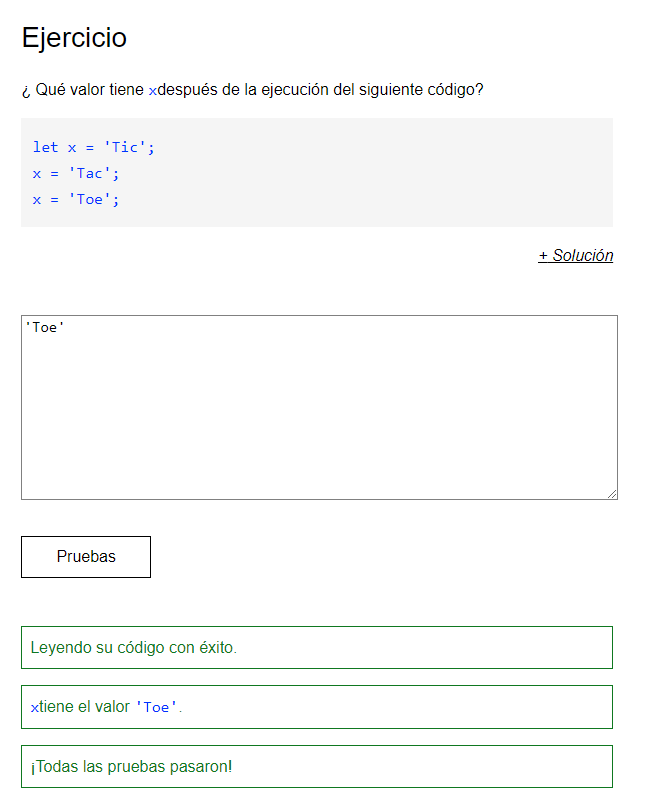 Ejercicio
¿ Qué valor tiene xdespués de la ejecución del siguiente código?
let x = 'Tic';
x = 'Tac';
x = 'Toe';
+ Solución
'Toe'
Pruebas
Leyendo su código con éxito.
xtiene el valor 'Toe'.
¡Todas las pruebas pasaron!